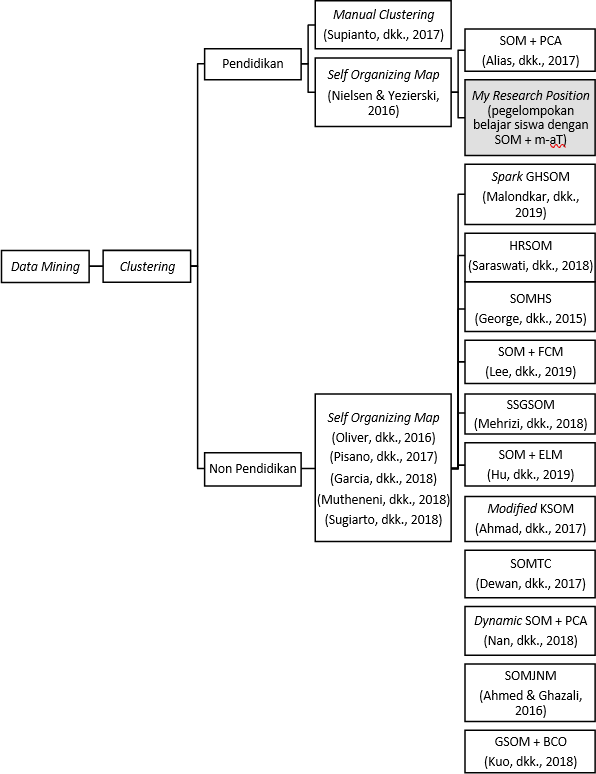 Data Mining
Clustering
Pendidikan
Manual Clustering
(Supianto, dkk., 2017)
Self Organizing Map
(Nielsen & Yezierski,
2016)
SOM + PCA
(Alias, dkk., 2017)
My Research Position
(pegelompokan
belajar siswa dengan
SOM + m-aT)
Non Pendidikan
Self Organizing Map
(Oliver, dkk., 2016)
(Pisano, dkk., 2017)
(Garcia, dkk., 2018)
(Mutheneni, dkk., 2018)
(Sugiarto, dkk., 2018)
Spark GHSOM
(Malondkar, dkk.,
2019)
HRSOM
(Saraswati, dkk., 2018)
SOMHS
(George, dkk., 2015)
SOM + FCM
(Lee, dkk., 2019)
SSGSOM
(Mehrizi, dkk., 2018)
SOM + ELM
(Hu, dkk., 2019)
Modified KSOM
(Ahmad, dkk., 2017)
SOMTC
(Dewan, dkk., 2017)
Dynamic SOM + PCA
(Nan, dkk., 2018)
SOMJNM
(Ahmed & Ghazali,
2016)
GSOM + BCO
(Kuo, dkk., 2018)